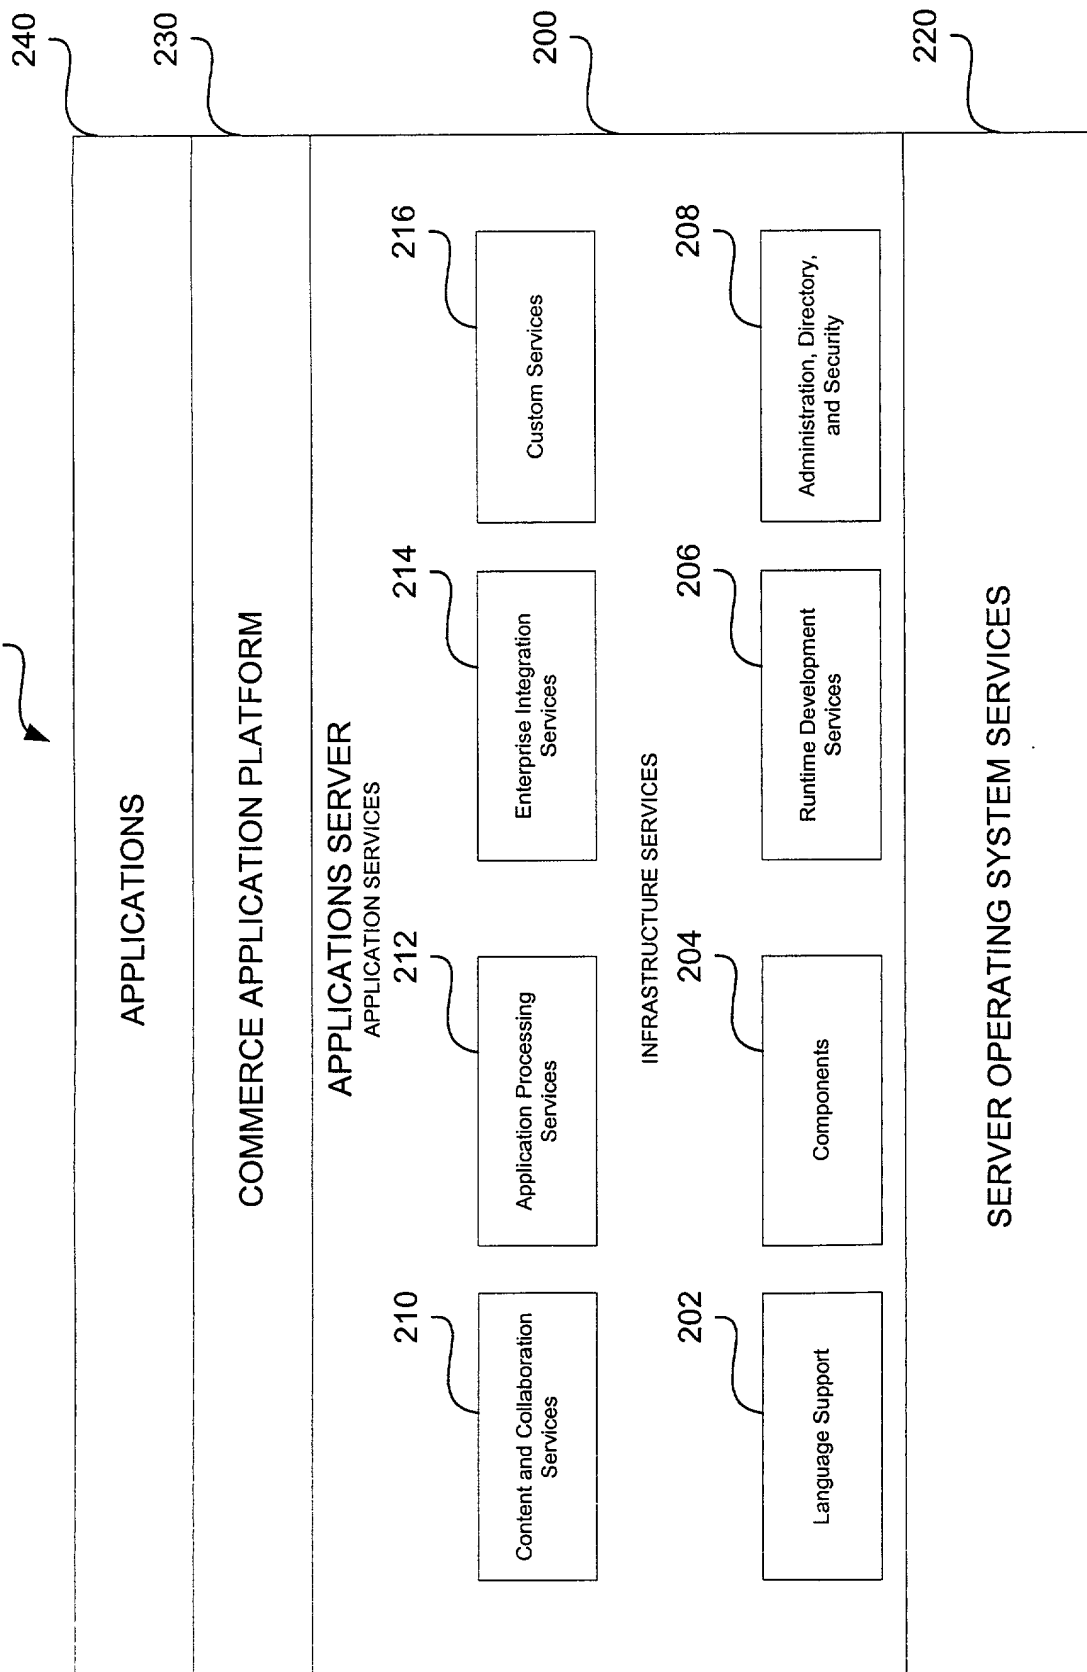 240
APPLICATIONS
230
COMMERCE APPLICATION PLATFORM
200
APPLICATIONS SERVER
APPLICATION SERVICES
210
Content and Collaboration
Services
212
Application Processing
Services
214
Enterprise Integration
Services
216
Custom Services
INFRASTRUCTURE SERVICES
202
Language Support
204
Components
206
Runtime Development
Services
208
Administration, Directory,
and Security
220
SERVER OPERATING SYSTEM SERVICES